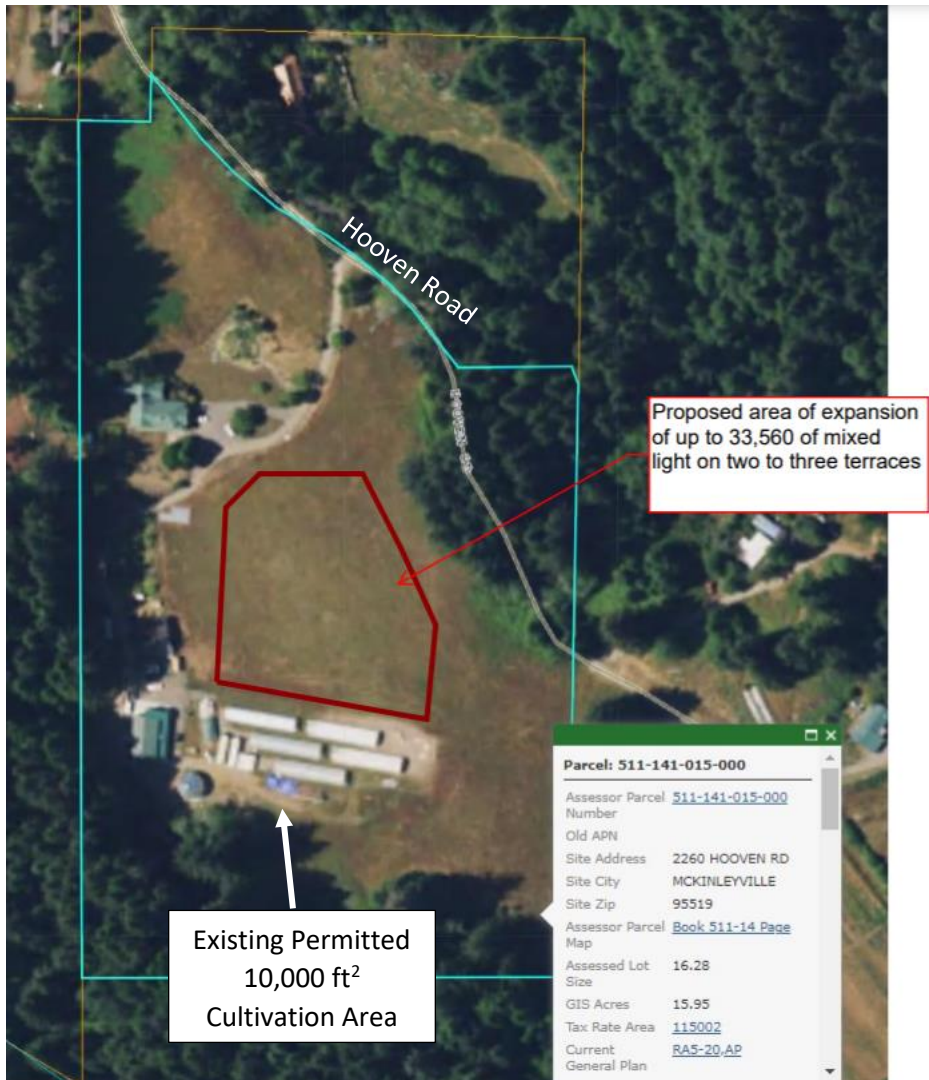 Hooven Road
Proposed area of expansion
of up to 33,560 of mixed
light on two to three terraces
Parcel: 511-141-015-000
Assessor Parcel 511-141-015-000
Number
Old APN
Site Address 2260 HOOVEN RD
Site City MCKINLEYVILLE
Site Zip 95519
Assessor Parcel Book 511-14 Page
Map
Assessed Lot 16.28
Size
GIS Acres 15.95
Tax Rate Area 115002
Current RA5-20,AP
General Plan
Existing Permitted
10,000 ft²
Cultivation Area